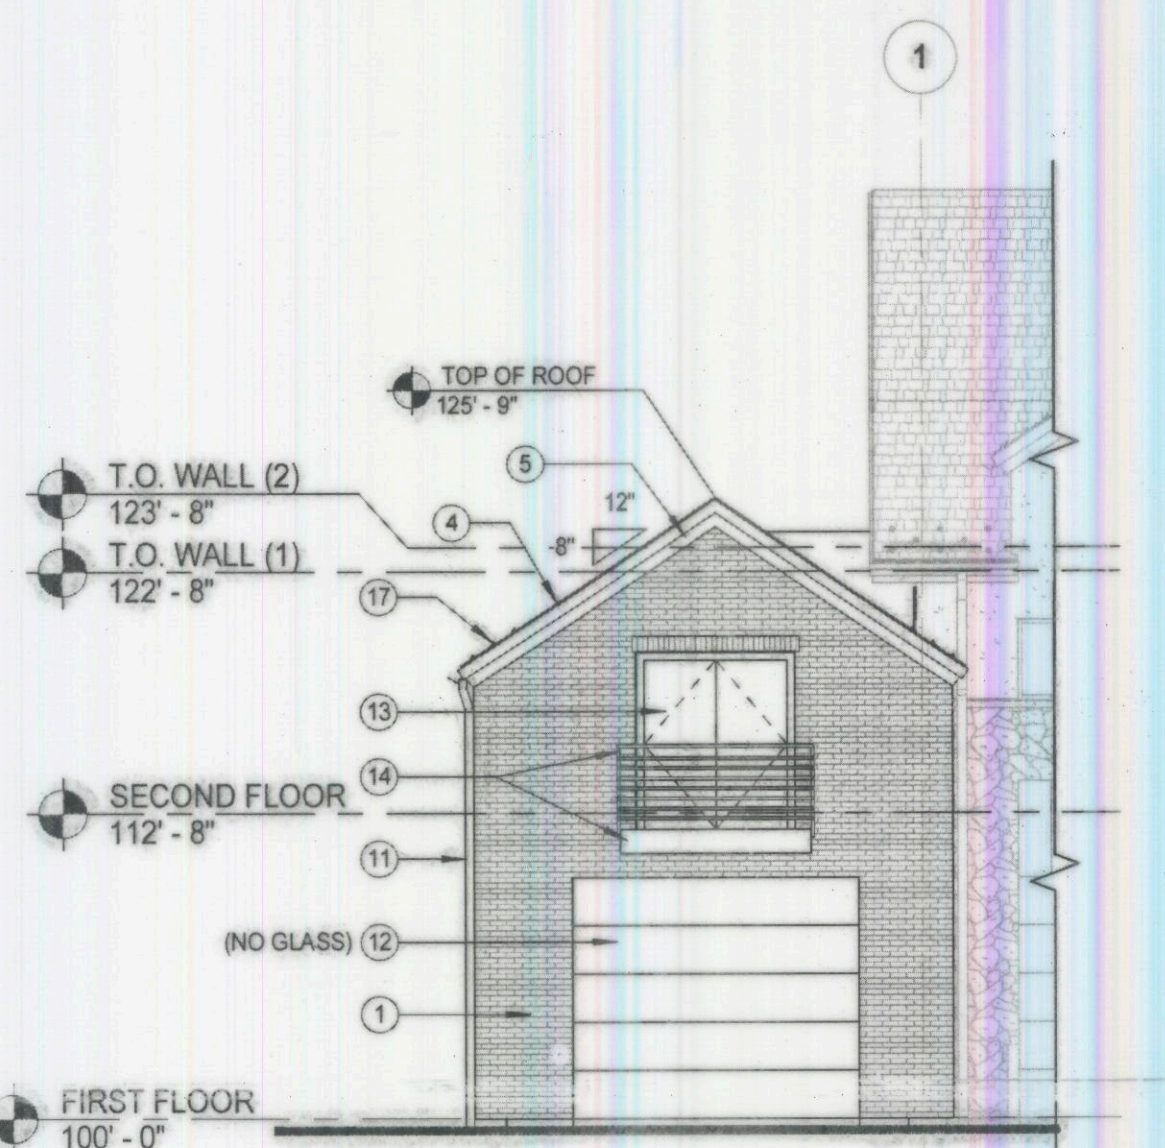 1
TOP OF ROOF
125' - 9"
5
T.O. WALL (2)
123' - 8"
4
12"
-8"
T.O. WALL (1)
122' - 8"
17
13
14
SECOND FLOOR
112' - 8"
11
(NO GLASS) 12
1
FIRST FLOOR
100' - 0"